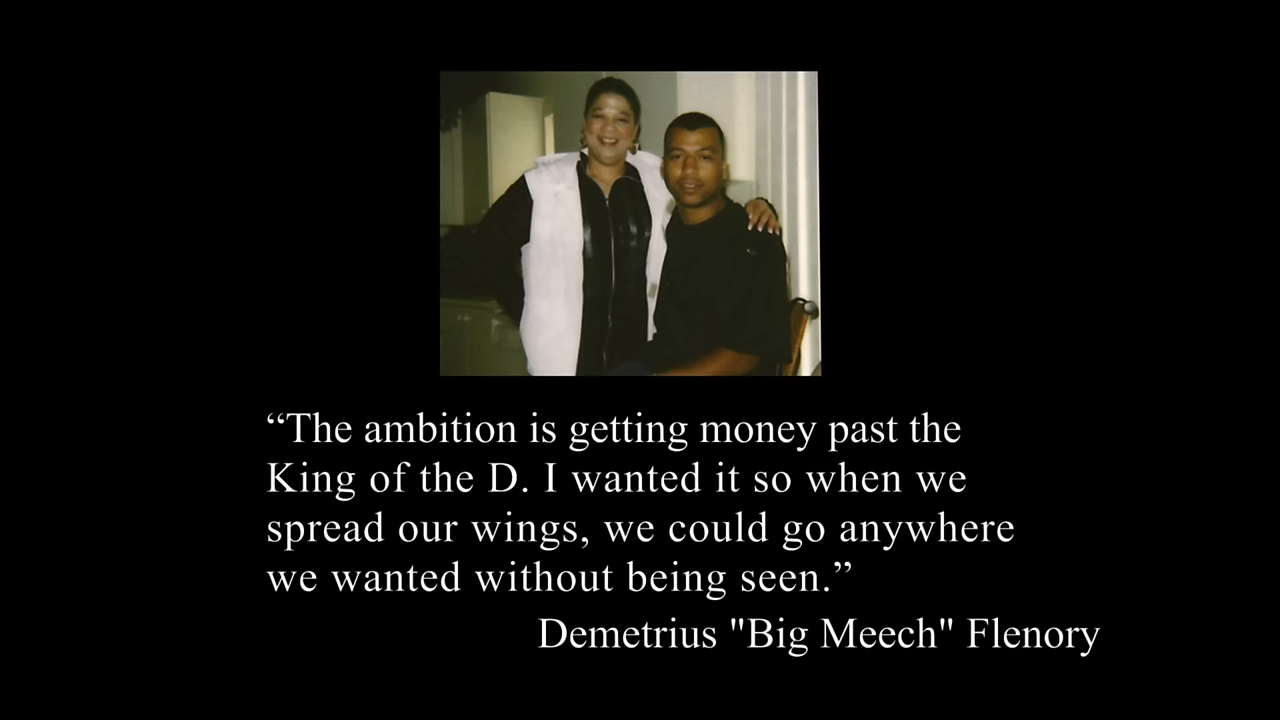 “The ambition is getting money past the
King of the D. I wanted it so when we
spread our wings, we could go anywhere
we wanted without being seen.”
Demetrius "Big Meech" Flenory